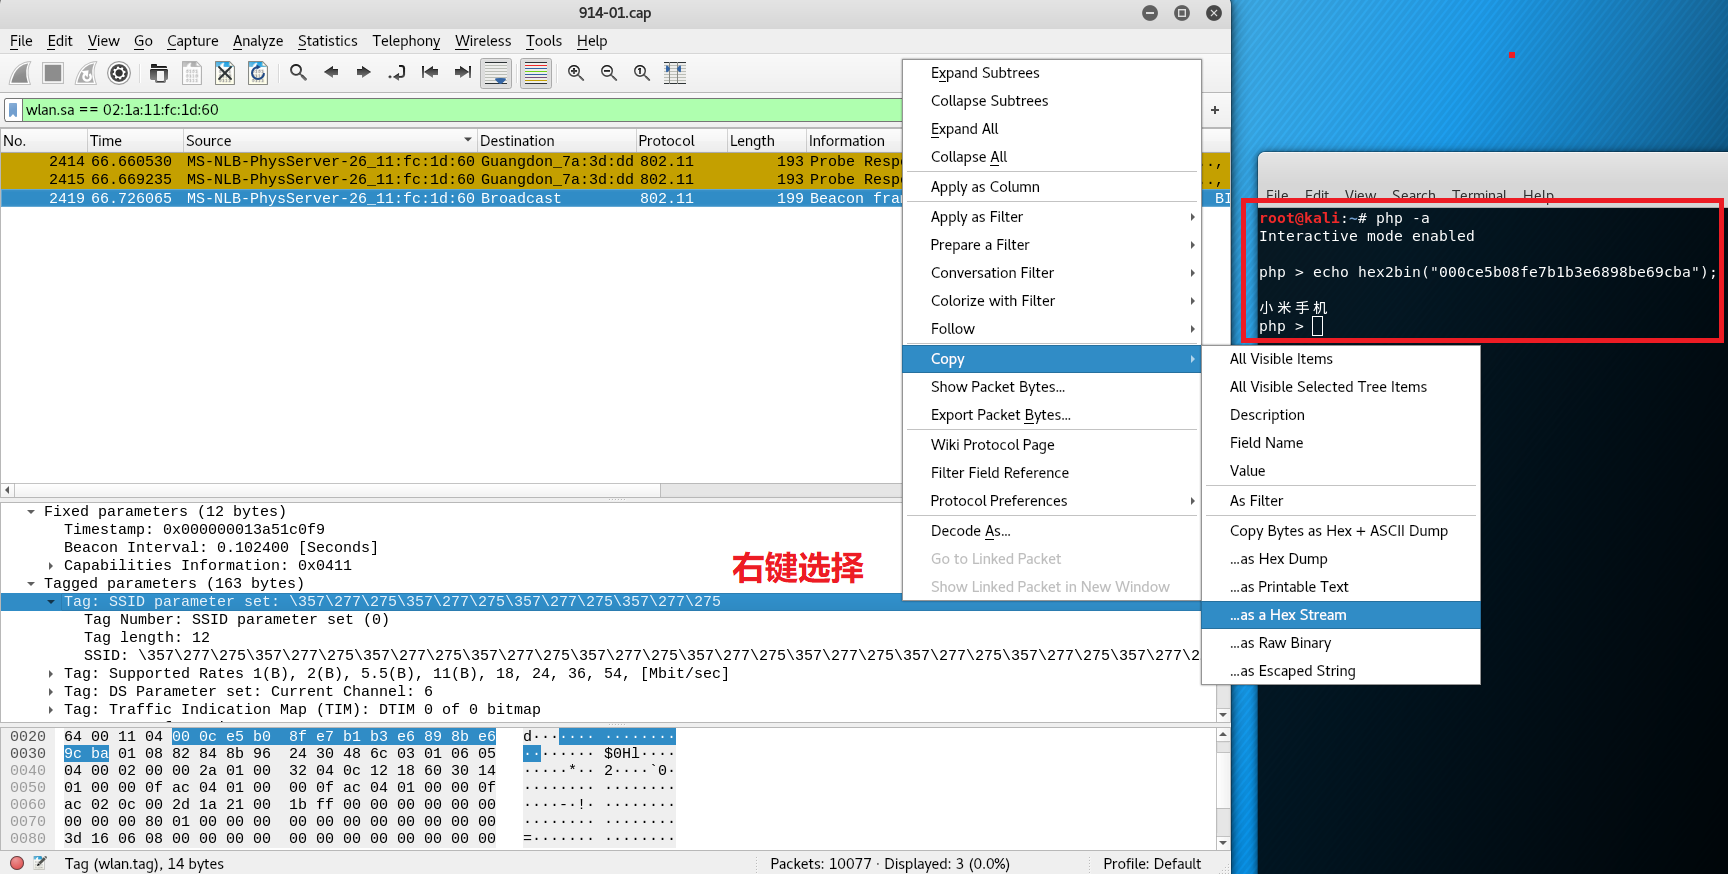 914-01.cap
File Edit View Go Capture Analyze Statistics Telephony Wireless Tools Help
wlan.sa == 02:1a:11:fc:1d:60
+
No. Time Source Destination Protocol Length Information
2414 66.660530 MS-NLB-PhysServer-26_11:fc:1d:60 Guangdon_7a:3d:dd 802.11 193 Probe Resp
2415 66.669235 MS-NLB-PhysServer-26_11:fc:1d:60 Guangdon_7a:3d:dd 802.11 193 Probe Resp
2419 66.726065 MS-NLB-PhysServer-26_11:fc:1d:60 Broadcast 802.11 199 Beacon fra BI
Fixed parameters (12 bytes)
Timestamp: 0x000000013a51c0f9
Beacon Interval: 0.102400 [Seconds]
Capabilities Information: 0x0411
Tagged parameters (163 bytes)
Tag: SSID parameter set: \357\277\275\357\277\275\357\277\275\357\277\275
Tag Number: SSID parameter set (0)
Tag length: 12
SSID: \357\277\275\357\277\275\357\277\275\357\277\275\357\277\275\357\277\275\357\277\275\357\277\275\357\277\275\357\277\2
Tag: Supported Rates 1(B), 2(B), 5.5(B), 11(B), 18, 24, 36, 54, [Mbit/sec]
Tag: DS Parameter set: Current Channel: 6
Tag: Traffic Indication Map (TIM): DTIM 0 of 0 bitmap
右键选择
0020 64 00 11 04 00 0c e5 b0 8f e7 b1 b3 e6 89 8b e6 d··· ···· ········
0030 9c ba 01 08 82 84 8b 96 24 30 48 6c 03 01 06 05 ········ $0Hl····
0040 04 00 02 00 00 2a 01 00 32 04 0c 12 18 60 30 14 ·····*·· 2····`0·
0050 01 00 00 0f ac 04 01 00 00 0f ac 04 01 00 00 0f ········ ········
0060 ac 02 0c 00 2d 1a 21 00 1b ff 00 00 00 00 00 00 ····-·!· ········
0070 00 00 00 80 01 00 00 00 00 00 00 00 00 00 00 00 ········ ········
0080 3d 16 06 08 00 00 00 00 00 00 00 00 00 00 00 00 =······· ········
Tag (wlan.tag), 14 bytes Packets: 10077 · Displayed: 3 (0.0%) Profile: Default
Expand Subtrees
Collapse Subtrees
Expand All
Collapse All
Apply as Column
Apply as Filter
Prepare a Filter
Conversation Filter
Colorize with Filter
Follow
Copy
Show Packet Bytes...
Export Packet Bytes...
Wiki Protocol Page
Filter Field Reference
Protocol Preferences
Decode As...
Go to Linked Packet
Show Linked Packet in New Window
All Visible Items
All Visible Selected Tree Items
Description
Field Name
Value
As Filter
Copy Bytes as Hex + ASCII Dump
...as Hex Dump
...as Printable Text
...as a Hex Stream
...as Raw Binary
...as Escaped String
File Edit View Search Terminal Help
root@kali:~# php -a
Interactive mode enabled
php > echo hex2bin("000ce5b08fe7b1b3e6898be69cba");
小米手机
php >